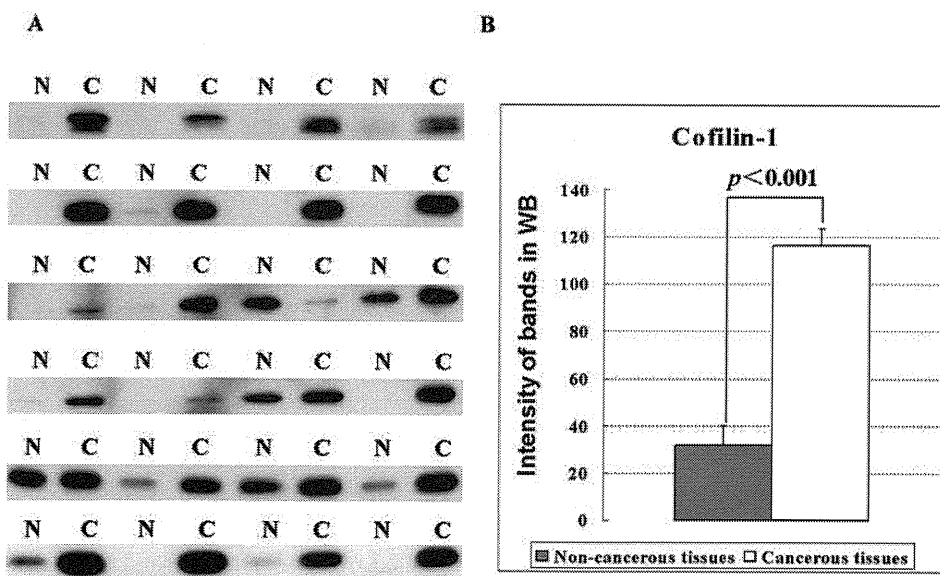 A
N C N C N C N C
N C N C N C N C
N C N C N C N C
N C N C N C N C
N C N C N C N C
N C N C N C N C
B
Cofilin-1
p<0.001
Intensity of bands in WB
140
120
100
80
60
40
20
0
Non-cancerous tissues Cancerous tissues